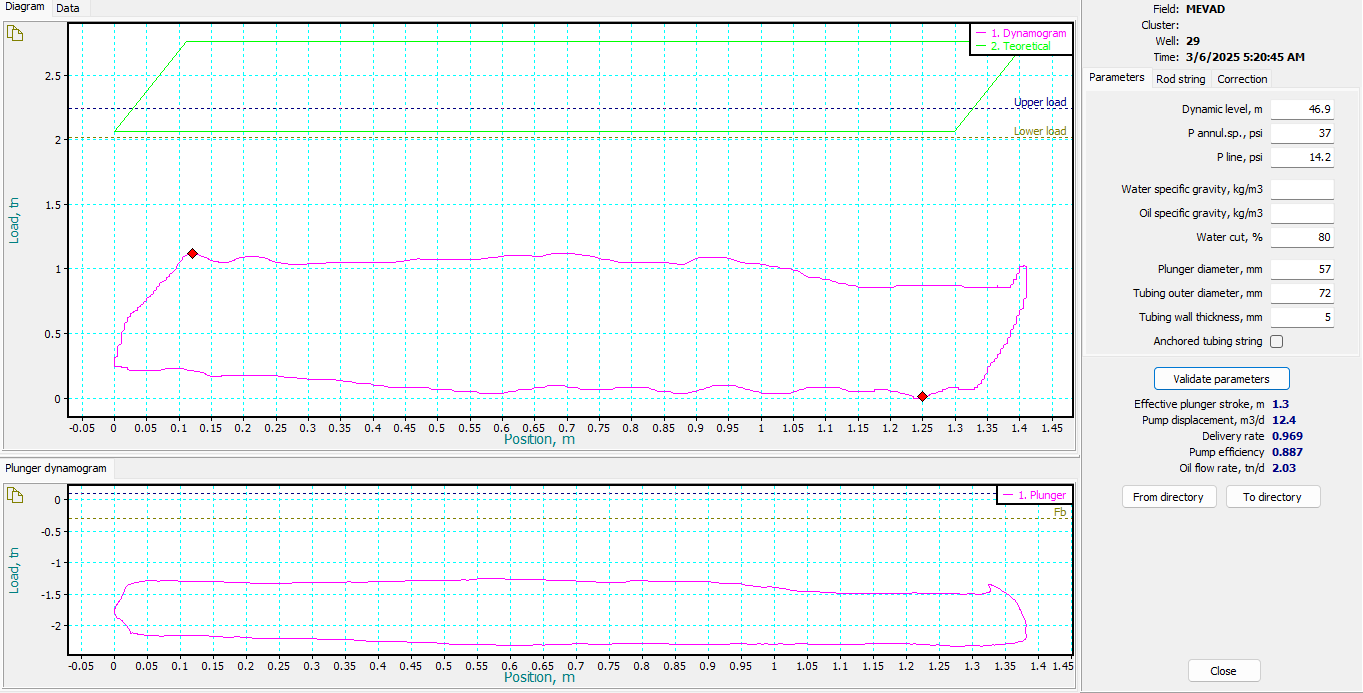 Diagram Data
1. Dynamogram
2. Teoretical
2.5
Upper load
Lower load
2
1.5
1
0.5
0
Load, tn
-0.05 0 0.05 0.1 0.15 0.2 0.25 0.3 0.35 0.4 0.45 0.5 0.55 0.6 0.65 0.7 0.75 0.8 0.85 0.9 0.95 1 1.05 1.1 1.15 1.2 1.25 1.3 1.35 1.4 1.45
Position, m
Plunger dynamogram
1. Plunger
Fb
0
-0.5
-1
-1.5
-2
Load, tn
-0.05 0 0.05 0.1 0.15 0.2 0.25 0.3 0.35 0.4 0.45 0.5 0.55 0.6 0.65 0.7 0.75 0.8 0.85 0.9 0.95 1 1.05 1.1 1.15 1.2 1.25 1.3 1.35 1.4 1.45
Position, m
Field: MEVAD
Cluster:
Well: 29
Time: 3/6/2025 5:20:45 AM
Parameters Rod string Correction
Dynamic level, m 46.9
P annul.sp., psi 37
P line, psi 14.2
Water specific gravity, kg/m3
Oil specific gravity, kg/m3
Water cut, % 80
Plunger diameter, mm 57
Tubing outer diameter, mm 72
Tubing wall thickness, mm 5
Anchored tubing string
Validate parameters
Effective plunger stroke, m 1.3
Pump displacement, m3/d 12.4
Delivery rate 0.969
Pump efficiency 0.887
Oil flow rate, tn/d 2.03
From directory To directory
Close